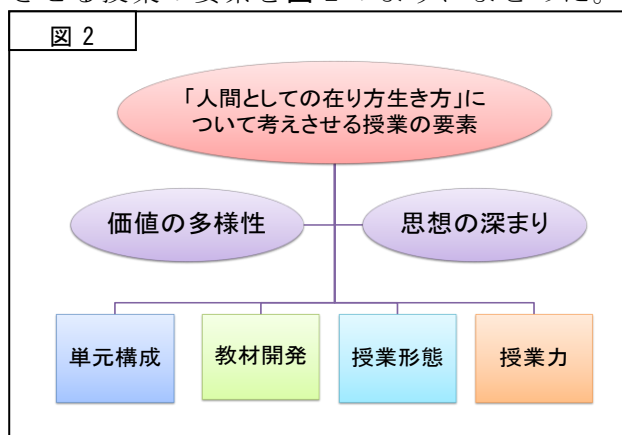 させる授業の要素を図2のようにまとめた。
図 2
「人間としての在り方生き方」に
ついて考えさせる授業の要素
価値の多様性
思想の深まり
単元構成
教材開発
授業形態
授業力